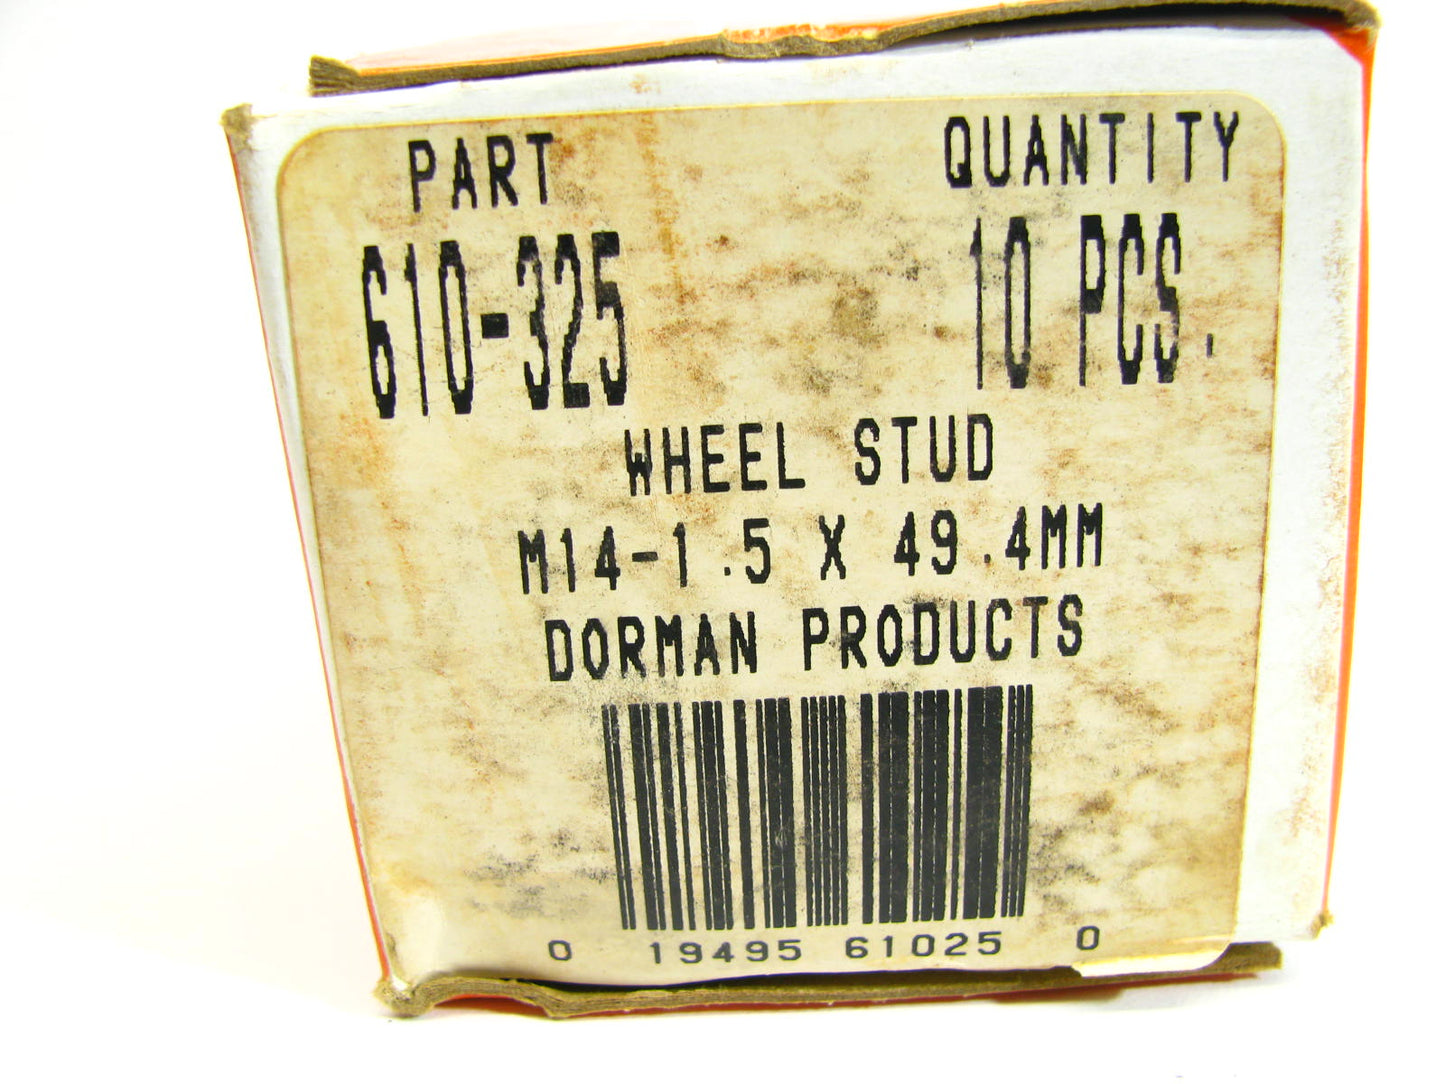 PART QUANTITY
610-325 10 PCS.
WHEEL STUD
M14-1.5 X 49.4MM
DORMAN PRODUCTS
0 19495 61025 0